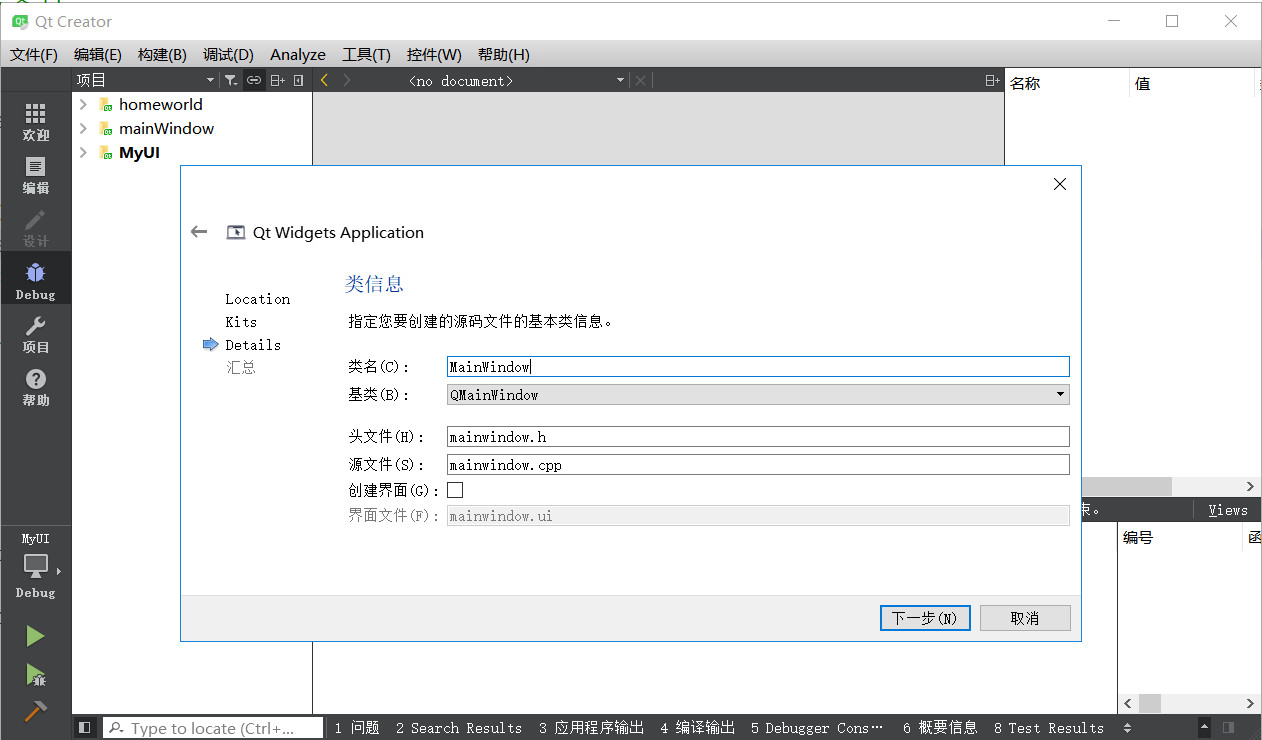 Qt Creator
文件(F) 编辑(E) 构建(B) 调试(D) Analyze 工具(T) 控件(W) 帮助(H)
项目 <no document> 名称 值
homeworld
mainWindow
MyUI
欢迎
编辑
设计
Debug
项目
帮助
Qt Widgets Application
Location
Kits
Details
汇总
类信息
指定您要创建的源码文件的基本类信息。
类名(C): MainWindow
基类(B): QMainWindow
头文件(H): mainwindow.h
源文件(S): mainwindow.cpp
创建界面(G):
界面文件(F): mainwindow.ui
下一步(N) 取消
束。 Views
编号 函
MyUI
Debug
Type to locate (Ctrl+... 1 问题 2 Search Results 3 应用程序输出 4 编译输出 5 Debugger Cons… 6 概要信息 8 Test Results